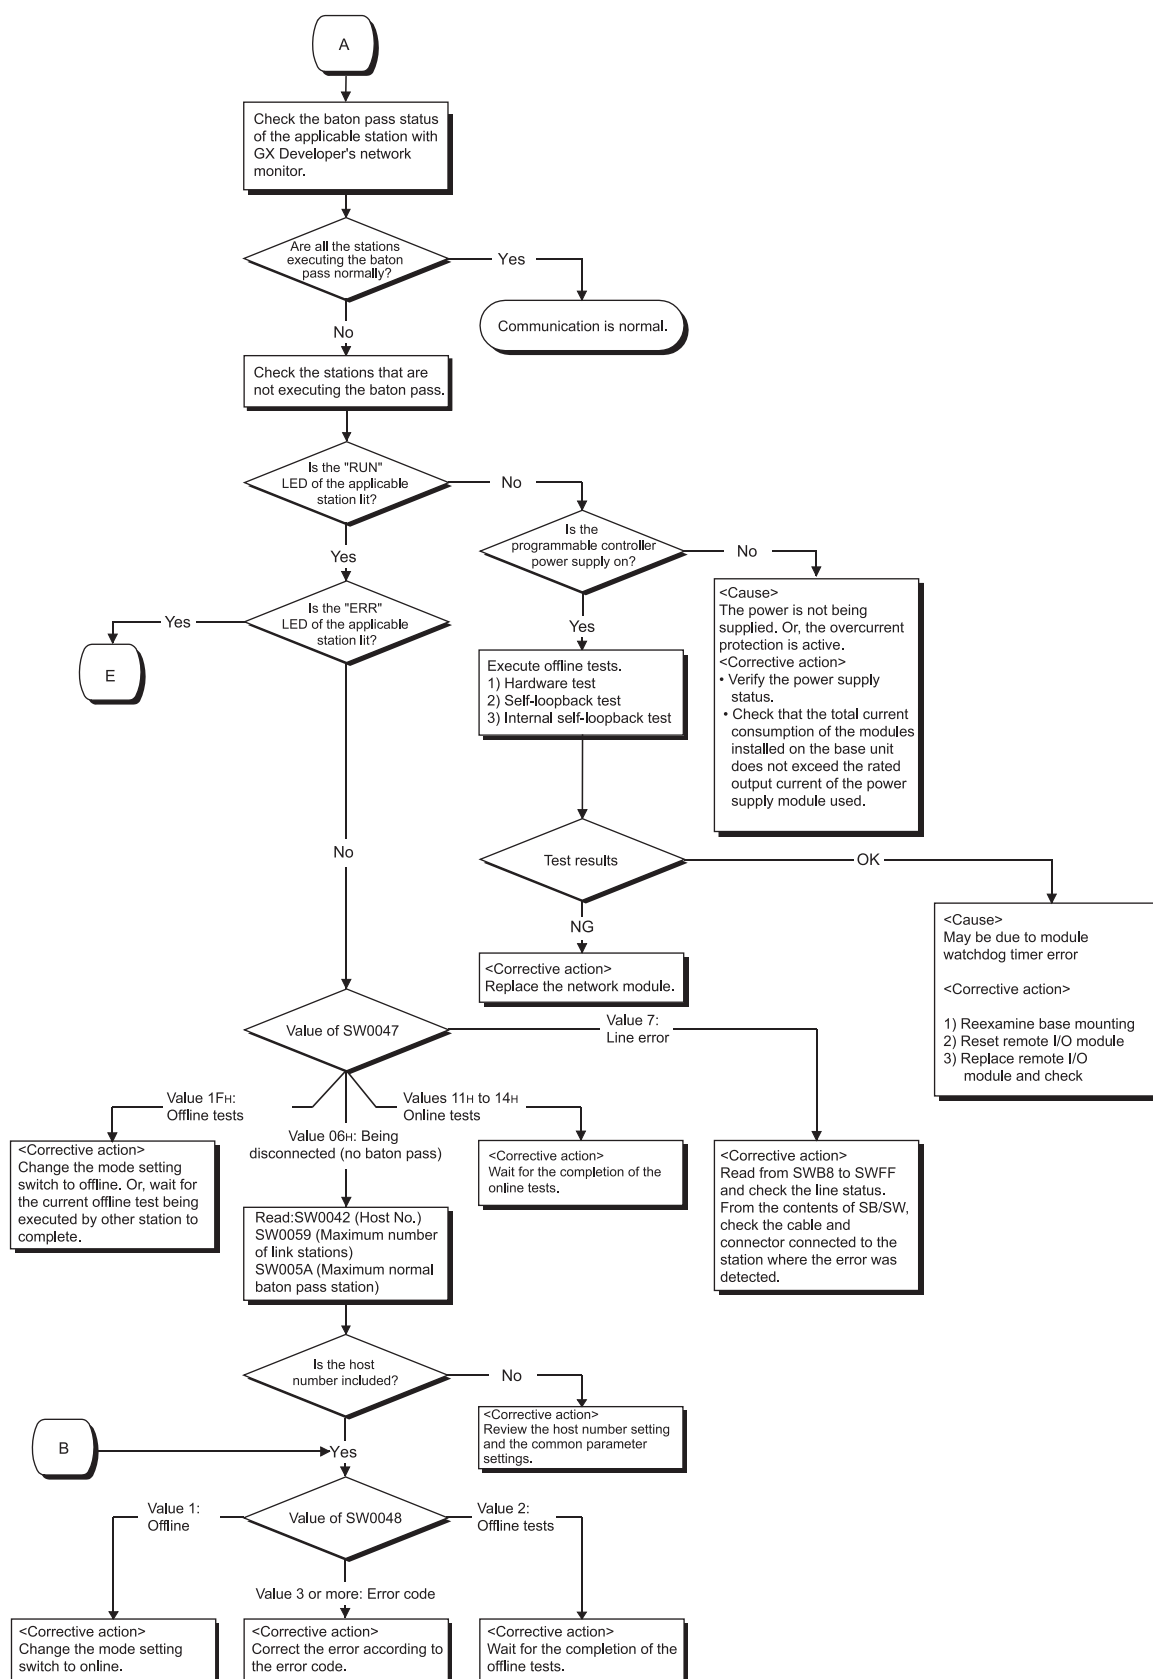 A
Check the baton pass status
of the applicable station with
GX Developer's network
monitor.
Are all the stations
executing the baton
pass normally?
Yes
Communication is normal.
No
Check the stations that are
not executing the baton pass.
Is the "RUN"
LED of the applicable
station lit?
No
Is the
programmable controller
power supply on?
No
<Cause>
The power is not being
supplied. Or, the overcurrent
protection is active.
<Corrective action>
• Verify the power supply
status.
• Check that the total current
consumption of the modules
installed on the base unit
does not exceed the rated
output current of the power
supply module used.
Yes
Is the "ERR"
LED of the applicable
station lit?
Yes
E
Yes
Execute offline tests.
1) Hardware test
2) Self-loopback test
3) Internal self-loopback test
No
Test results
OK
<Cause>
May be due to module
watchdog timer error
<Corrective action>
1) Reexamine base mounting
2) Reset remote I/O module
3) Replace remote I/O
module and check
NG
<Corrective action>
Replace the network module.
Value of SW0047
Value 7:
Line error
Value 1FH:
Offline tests
Value 06H: Being
disconnected (no baton pass)
Values 11H to 14H
Online tests
<Corrective action>
Change the mode setting
switch to offline. Or, wait for
the current offline test being
executed by other station to
complete.
<Corrective action>
Wait for the completion of the
online tests.
<Corrective action>
Read from SWB8 to SWFF
and check the line status.
From the contents of SB/SW,
check the cable and
connector connected to the
station where the error was
detected.
Read:SW0042 (Host No.)
SW0059 (Maximum number
of link stations)
SW005A (Maximum normal
baton pass station)
Is the host
number included?
No
<Corrective action>
Review the host number setting
and the common parameter
settings.
B
Yes
Value of SW0048
Value 1:
Offline
Value 2:
Offline tests
Value 3 or more: Error code
<Corrective action>
Change the mode setting
switch to online.
<Corrective action>
Correct the error according to
the error code.
<Corrective action>
Wait for the completion of the
offline tests.